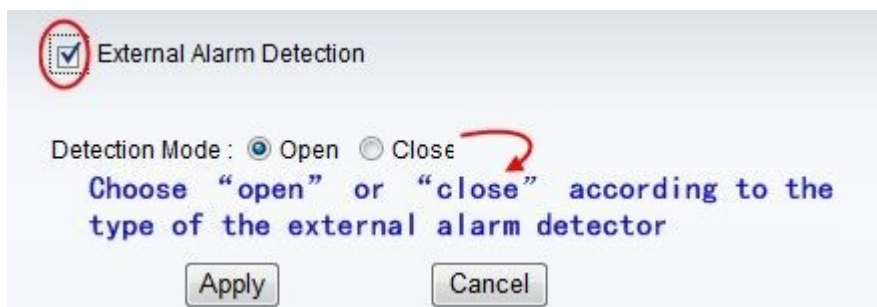 External Alarm Detection
Detection Mode : Open Close
Choose “open” or “close” according to the
type of the external alarm detector
Apply Cancel